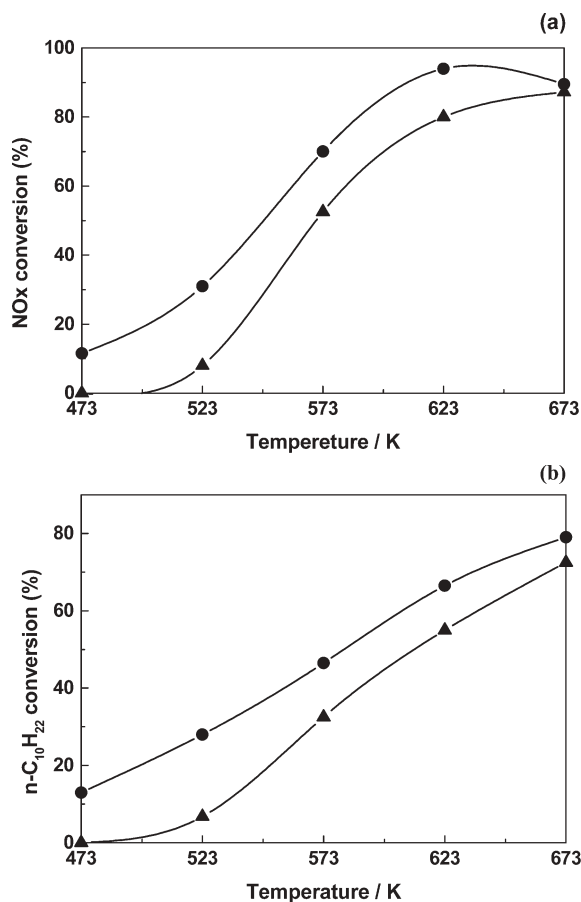 (a)
100
80
60
40
20
0
NOx conversion (%)
473 523 573 623 673
Tempereture / K
(b)
80
60
40
20
0
n-C₁₀H₂₂ conversion (%)
473 523 573 623 673
Temperature / K